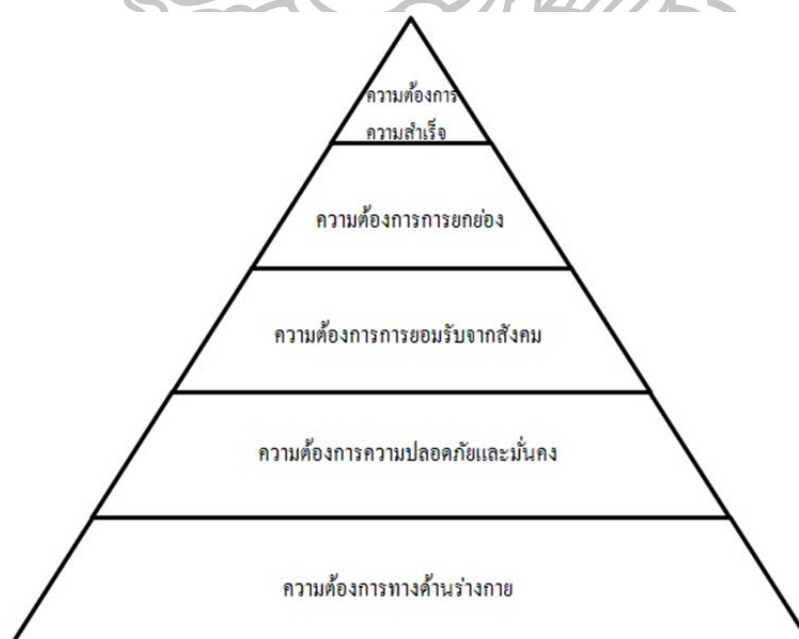 ความต้องการ
ความสำเร็จ
ความต้องการการยกย่อง
ความต้องการการยอมรับจากสังคม
ความต้องการความปลอดภัยและมั่นคง
ความต้องการทางด้านร่างกาย